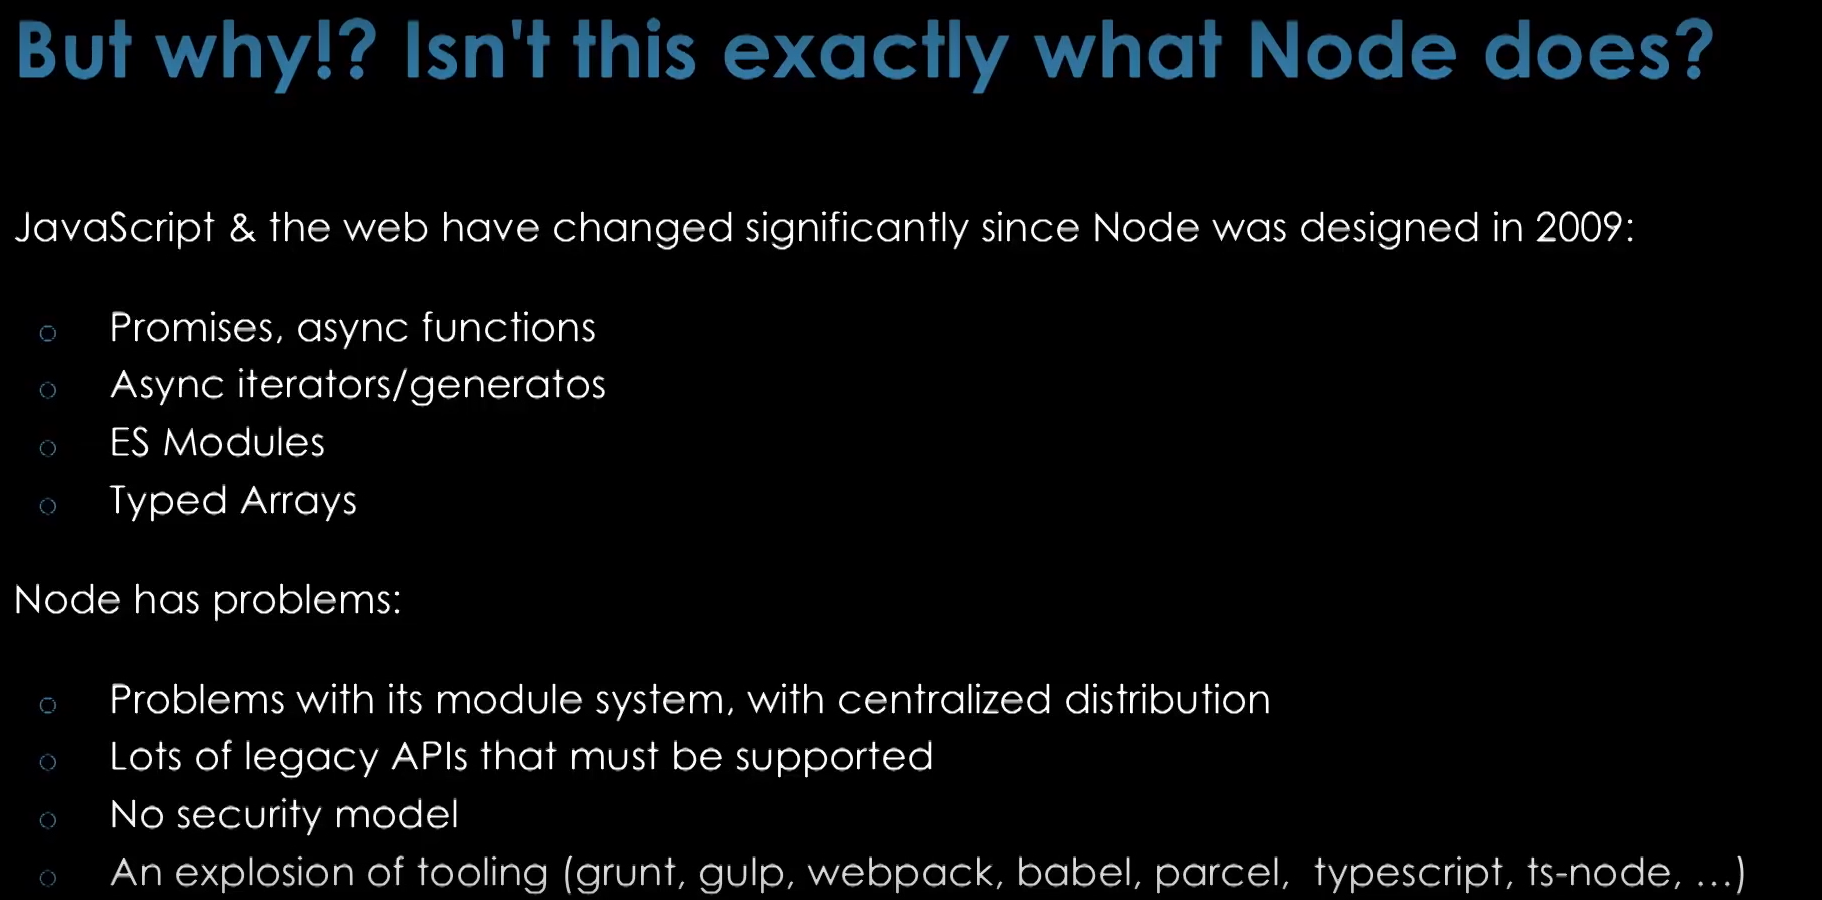 But why!? Isn't this exactly what Node does?
JavaScript & the web have changed significantly since Node was designed in 2009:
Promises, async functions
Async iterators/generatos
ES Modules
Typed Arrays
Node has problems:
Problems with its module system, with centralized distribution
Lots of legacy APIs that must be supported
No security model
An explosion of tooling (grunt, gulp, webpack, babel, parcel, typescript, ts-node, ...)